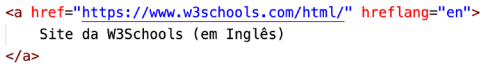 <a href="https://www.w3schools.com/html/" hreflang="en">
Site da W3Schools (em Inglês)
</a>